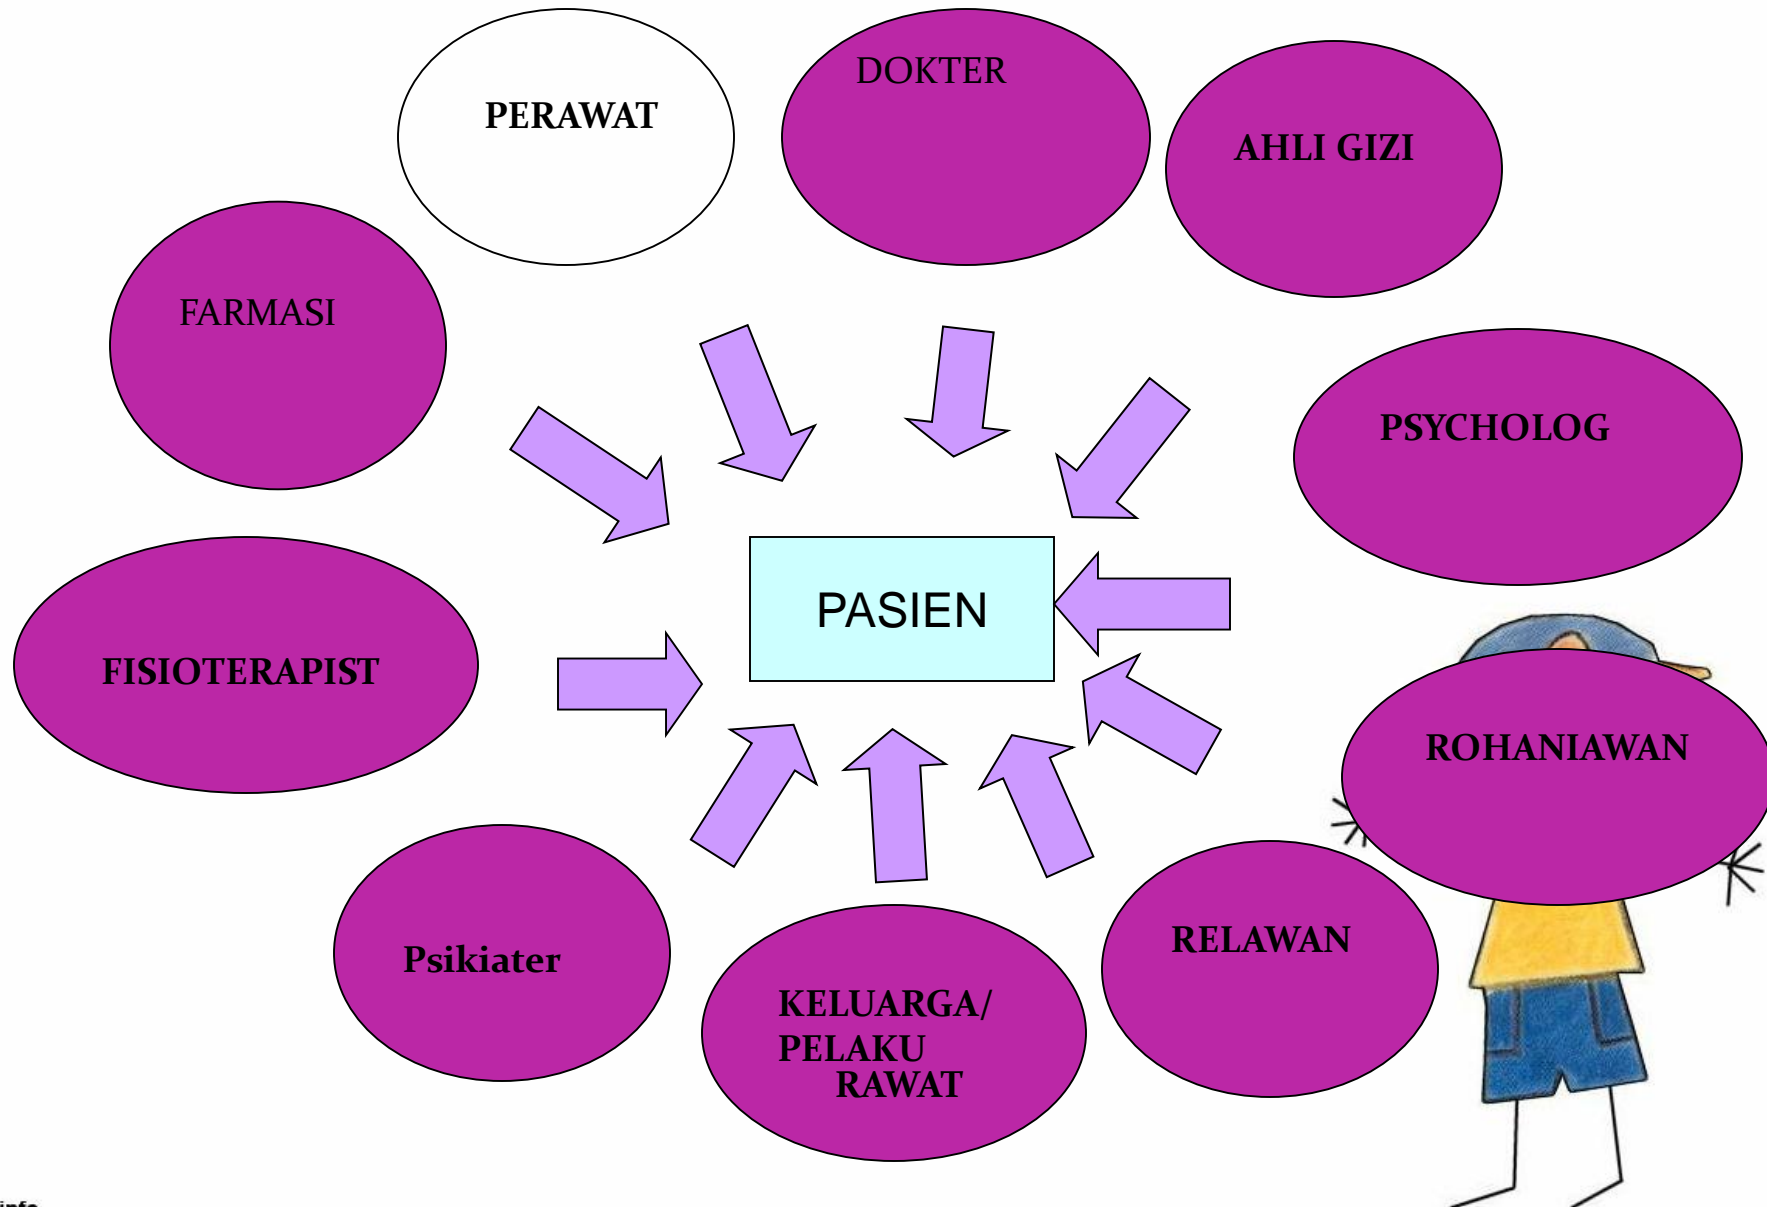 PERAWAT
DOKTER
AHLI GIZI
FARMASI
PSYCHOLOG
PASIEN
FISIOTERAPIST
ROHANIAWAN
RELAWAN
Psikiater
KELUARGA/
PELAKU
RAWAT